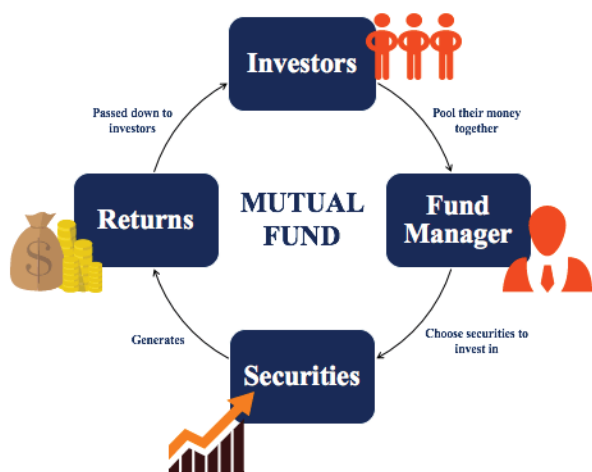 Investors
Pool their money
together
Fund
Manager
Choose securities to
invest in
Securities
Generates
Returns
$
Passed down to
investors
MUTUAL
FUND